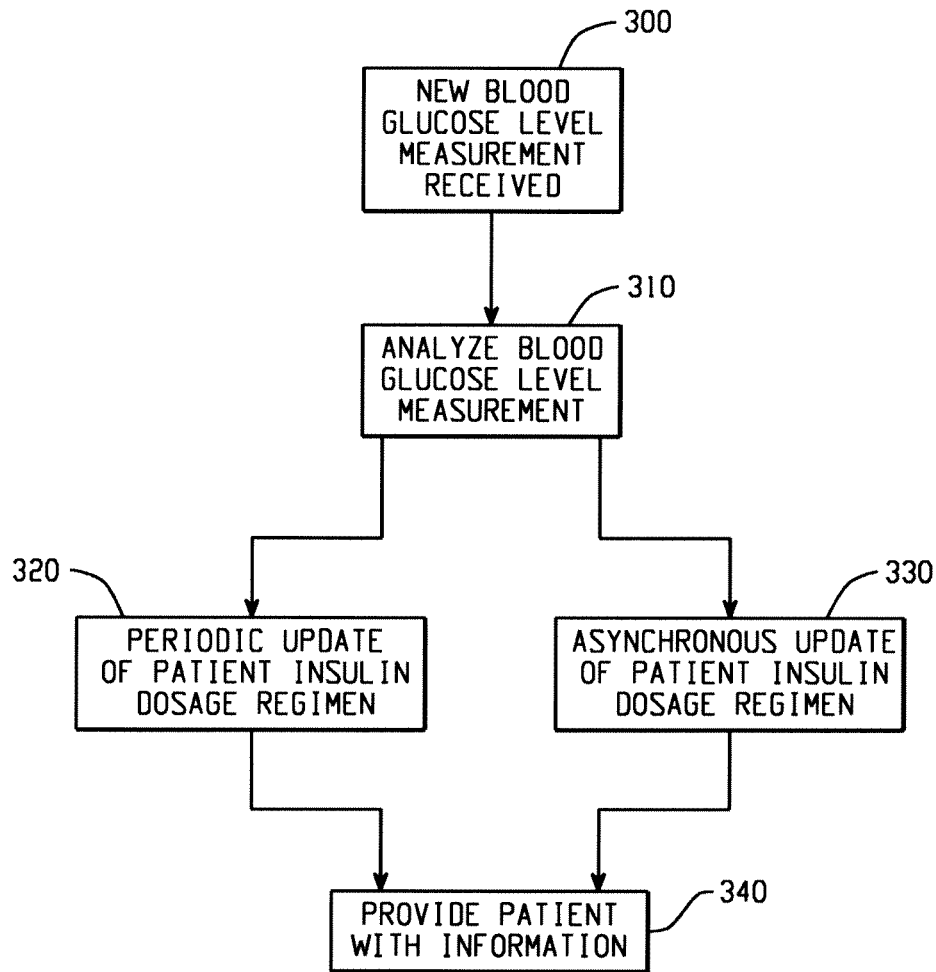 300
NEW BLOOD
GLUCOSE LEVEL
MEASUREMENT
RECEIVED
310
ANALYZE BLOOD
GLUCOSE LEVEL
MEASUREMENT
320
PERIODIC UPDATE
OF PATIENT INSULIN
DOSAGE REGIMEN
330
ASYNCHRONOUS UPDATE
OF PATIENT INSULIN
DOSAGE REGIMEN
340
PROVIDE PATIENT
WITH INFORMATION